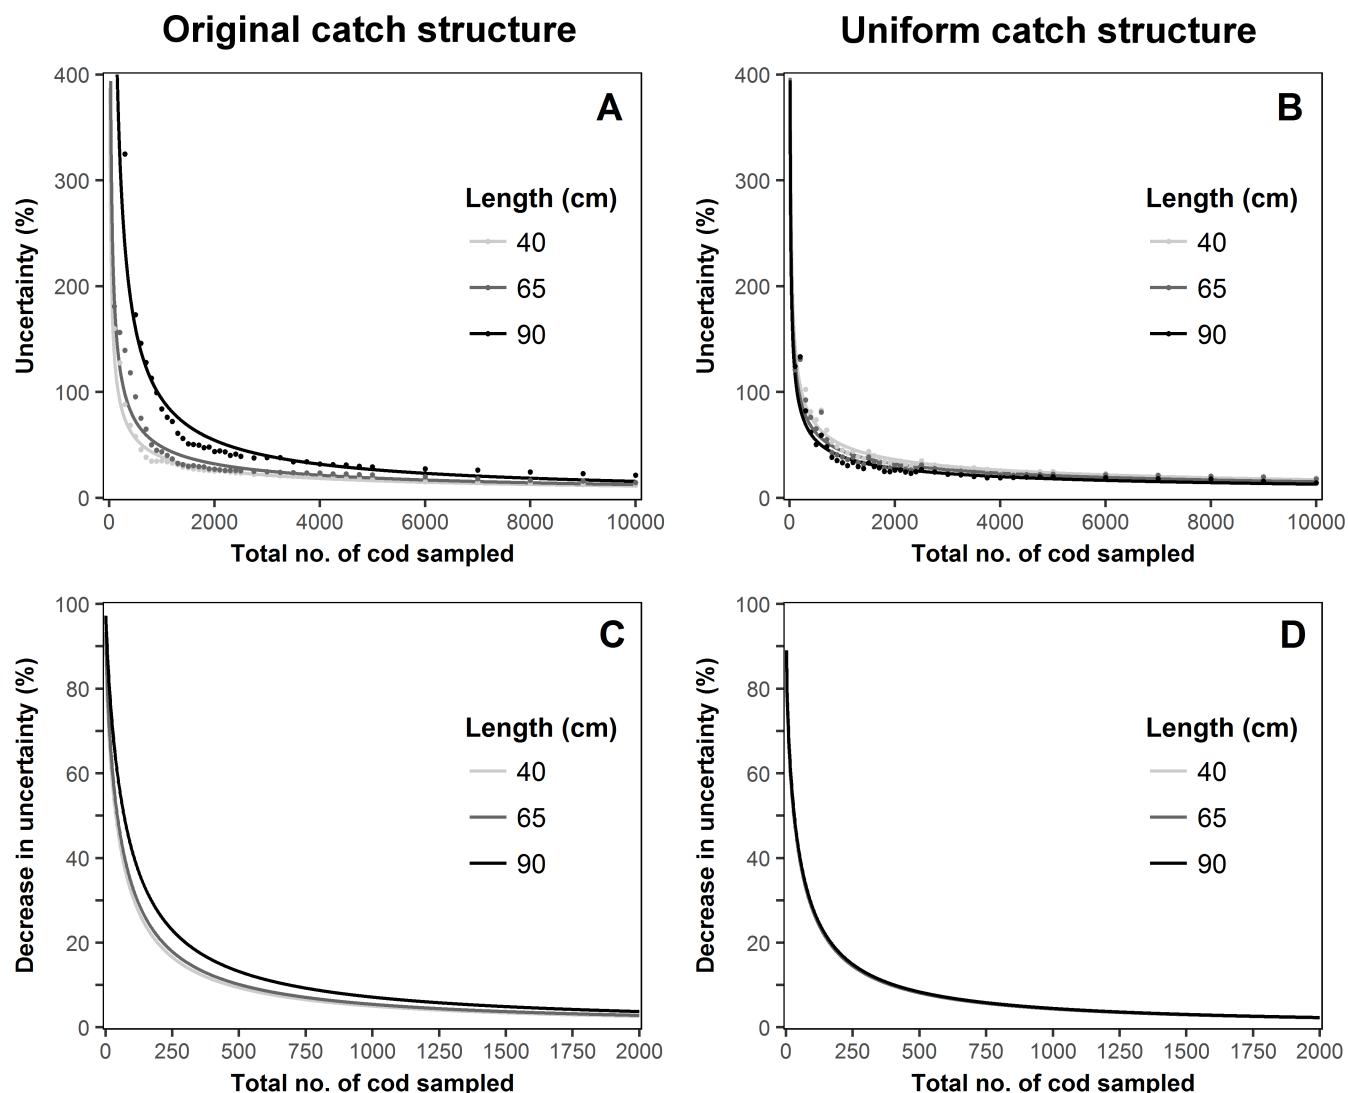 Original catch structure
Uniform catch structure
A
Uncertainty (%)
400
300
200
100
0
Length (cm)
40
65
90
0 2000 4000 6000 8000 10000
Total no. of cod sampled
B
Uncertainty (%)
400
300
200
100
0
Length (cm)
40
65
90
0 2000 4000 6000 8000 10000
Total no. of cod sampled
C
Decrease in uncertainty (%)
100
80
60
40
20
0
Length (cm)
40
65
90
0 250 500 750 1000 1250 1500 1750 2000
Total no. of cod sampled
D
Decrease in uncertainty (%)
100
80
60
40
20
0
Length (cm)
40
65
90
0 250 500 750 1000 1250 1500 1750 2000
Total no. of cod sampled